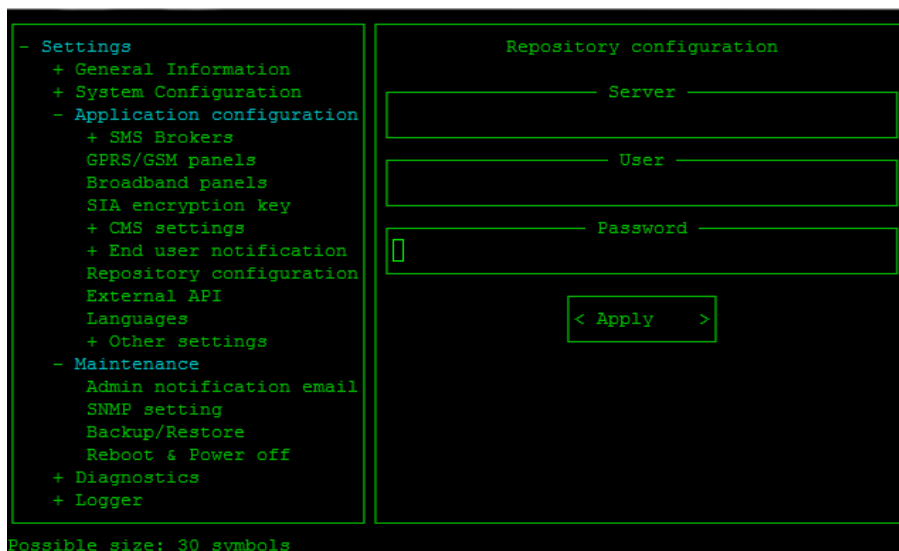 - Settings
+ General Information
+ System Configuration
- Application configuration
+ SMS Brokers
GPRS/GSM panels
Broadband panels
SIA encryption key
+ CMS settings
+ End user notification
Repository configuration
External API
Languages
+ Other settings
- Maintenance
Admin notification email
SNMP setting
Backup/Restore
Reboot & Power off
+ Diagnostics
+ Logger
Repository configuration
Server
User
Password
< Apply >
Possible size: 30 symbols